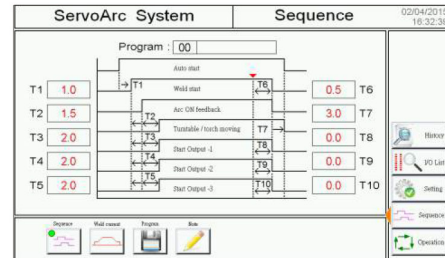 ServoArc System
Sequence
02/04/2015
16:32:36
Program : 00
Auto start
T1 1.0
T1
Weld start
T6
0.5 T6
T2 1.5
T2
Arc ON feedback
3.0 T7
T3 2.0
T3
Turntable / torch moving
T7
0.0 T8
T4 2.0
T4
Start Output -1
T8
0.0 T9
T5 2.0
T5
Start Output -2
T9
0.0 T10
Start Output -3
T10
History
I/O List
Setting
Sequence
Operation
Sequence
Weld current
Program
Note